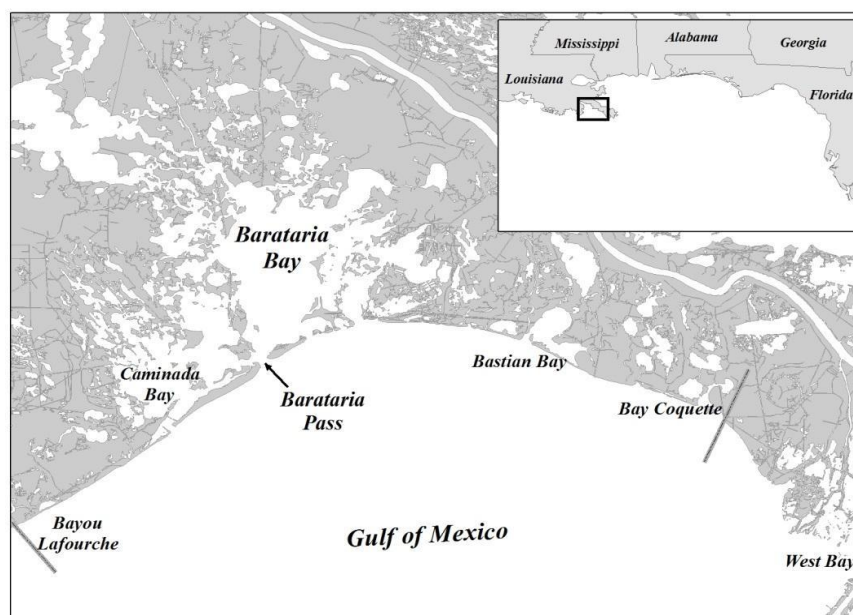 Mississippi
Alabama
Georgia
Louisiana
Florida
Barataria
Bay
Caminada
Bay
Bastian Bay
Barataria
Pass
Bay Coquette
Bayou
Lafourche
Gulf of Mexico
West Bay